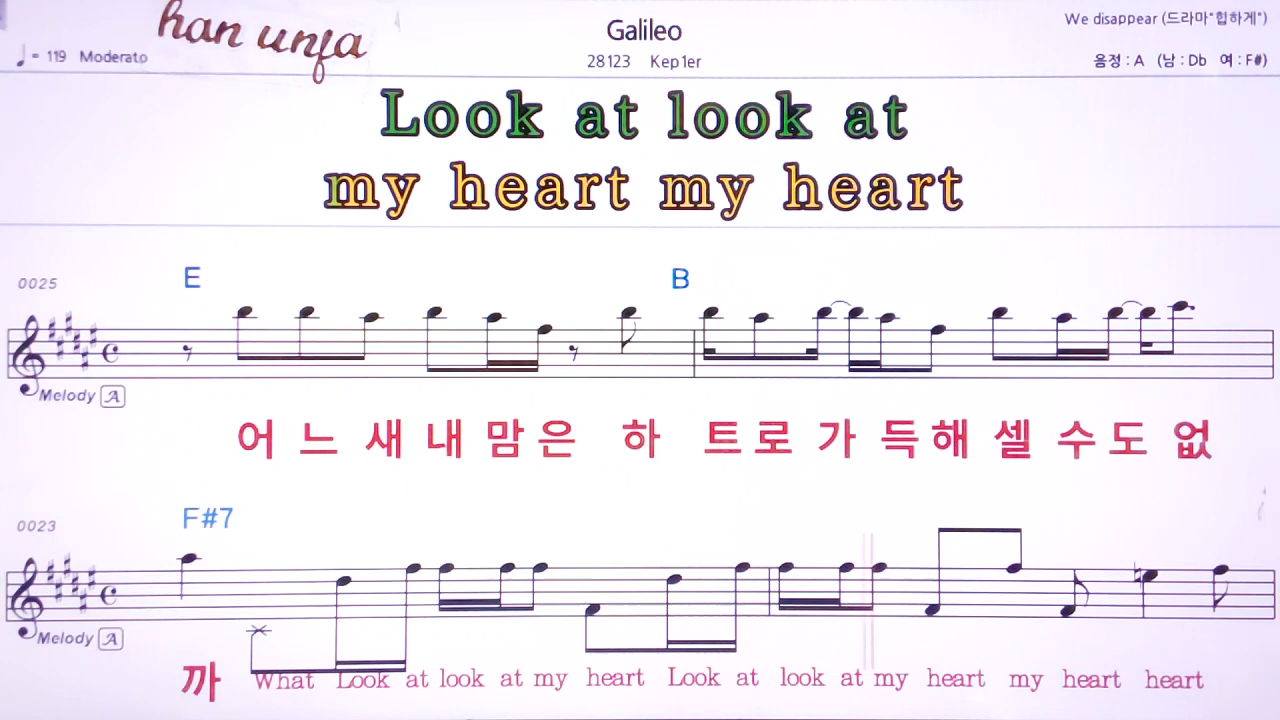 han unja
Galileo
We disappear (드라마"힙하게")
♩= 119 Moderato
28123 Kep1er
음정 : A (남 : Db 여 : F#)
Look at look at
my heart my heart
0025
E B
Melody A
어 느 새 내 맘 은 하 트 로 가 득 해 셀 수 도 없
0023
F#7
Melody A
까 What Look at look at my heart Look at look at my heart my heart heart